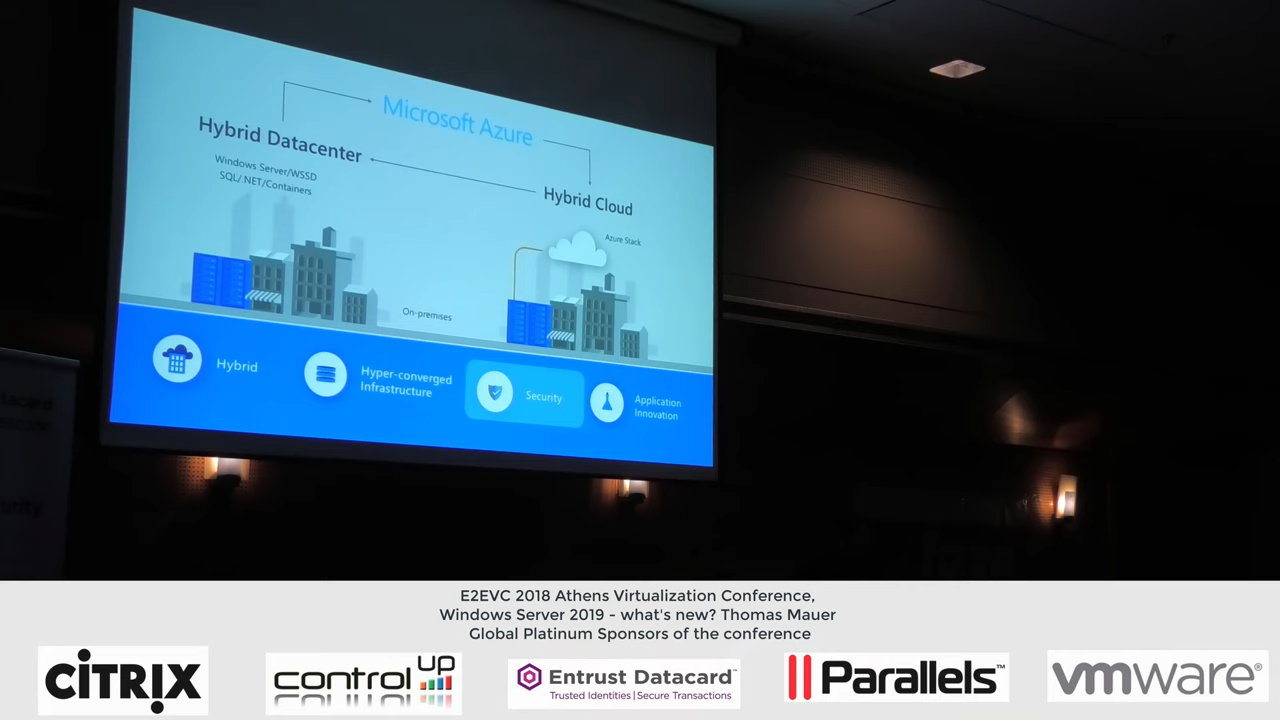 Microsoft Azure
Hybrid Datacenter
Windows Server/WSSD
SQL/.NET/Containers
Hybrid Cloud
Azure Stack
On-premises
Hybrid
Hyper-converged
Infrastructure
Security
Application
Innovation
E2EVC 2018 Athens Virtualization Conference,
Windows Server 2019 - what's new? Thomas Mauer
Global Platinum Sponsors of the conference
CiTRIX
control UP
Entrust Datacard™
Trusted Identities | Secure Transactions
Parallels™
vmware®